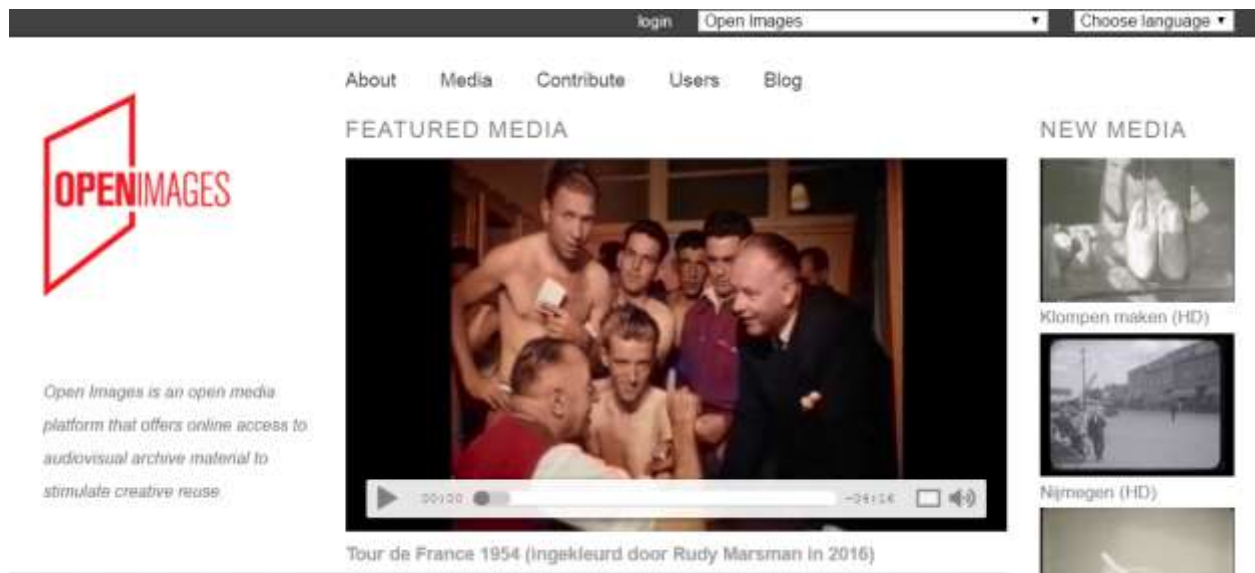 login Open Images Choose language
About Media Contribute Users Blog
OPENIMAGES
FEATURED MEDIA
NEW MEDIA
Klompen maken (HD)
Open Images is an open media
platform that offers online access to
audiovisual archive material to
stimulate creative reuse
00:00
Nijmegen (HD)
Tour de France 1954 (ingekleurd door Rudy Marsman in 2016)